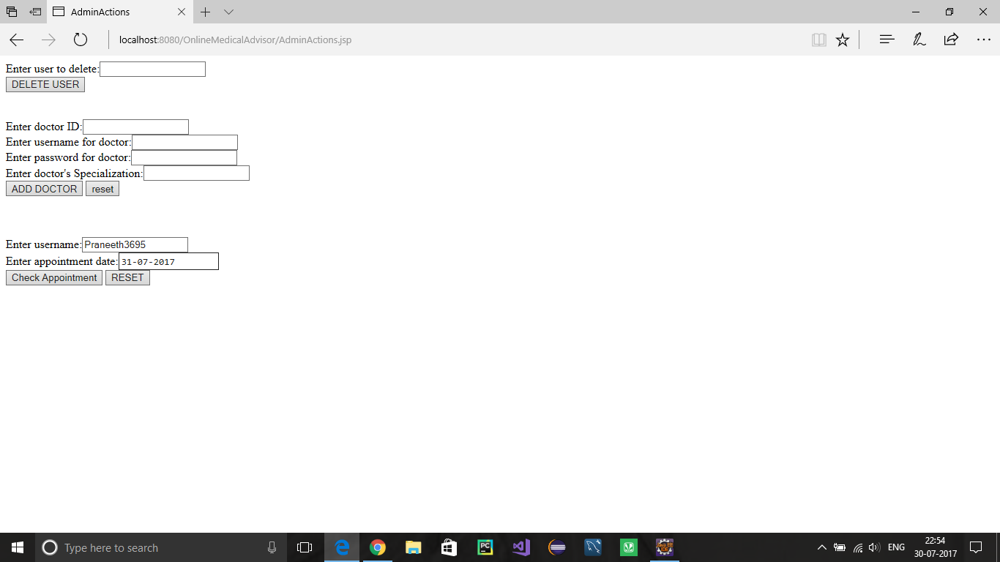 AdminActions
localhost:8080/OnlineMedicalAdvisor/AdminActions.jsp
Enter user to delete:
DELETE USER
Enter doctor ID:
Enter username for doctor:
Enter password for doctor:
Enter doctor's Specialization:
ADD DOCTOR reset
Enter username: Praneeth3695
Enter appointment date: 31-07-2017
Check Appointment RESET
Type here to search
PC
ENG
22:54
30-07-2017